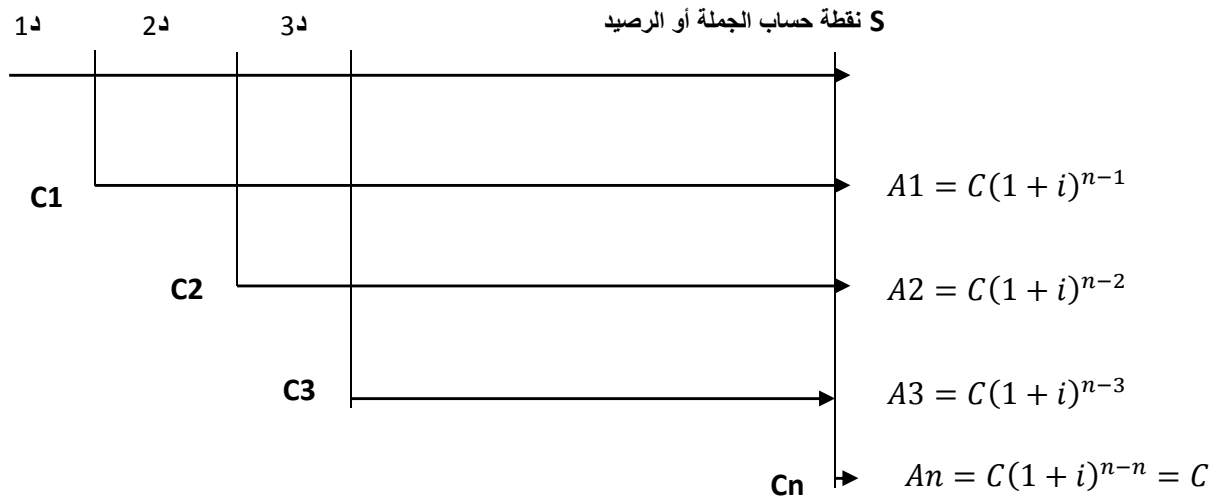 د1 د2 د3 S نقطة حساب الجملة أو الرصيد
C1 A1 = C(1 + i)^{n−1}
C2 A2 = C(1 + i)^{n−2}
C3 A3 = C(1 + i)^{n−3}
Cn An = C(1 + i)^{n−n} = C